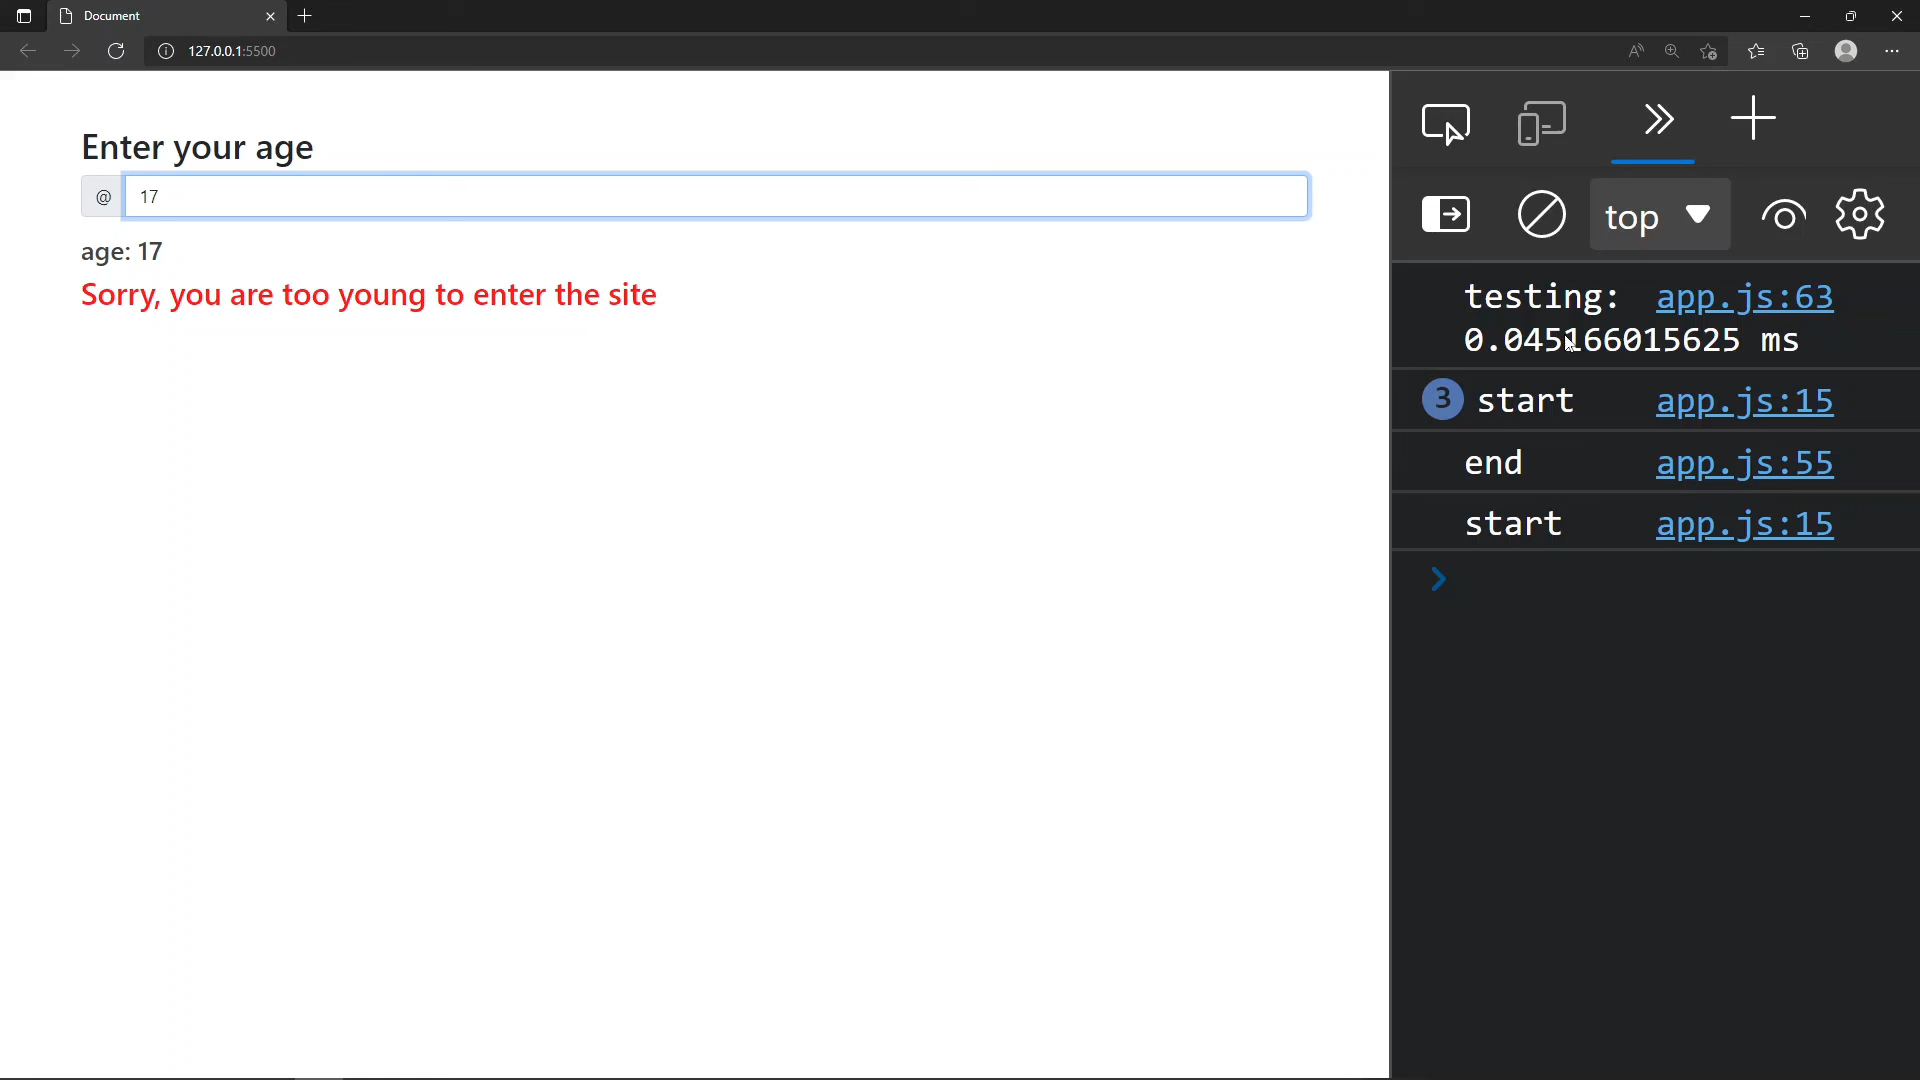 Document
127.0.0.1:5500
Enter your age
@ 17
age: 17
Sorry, you are too young to enter the site
top
testing: app.js:63
0.045166015625 ms
3 start app.js:15
end app.js:55
start app.js:15